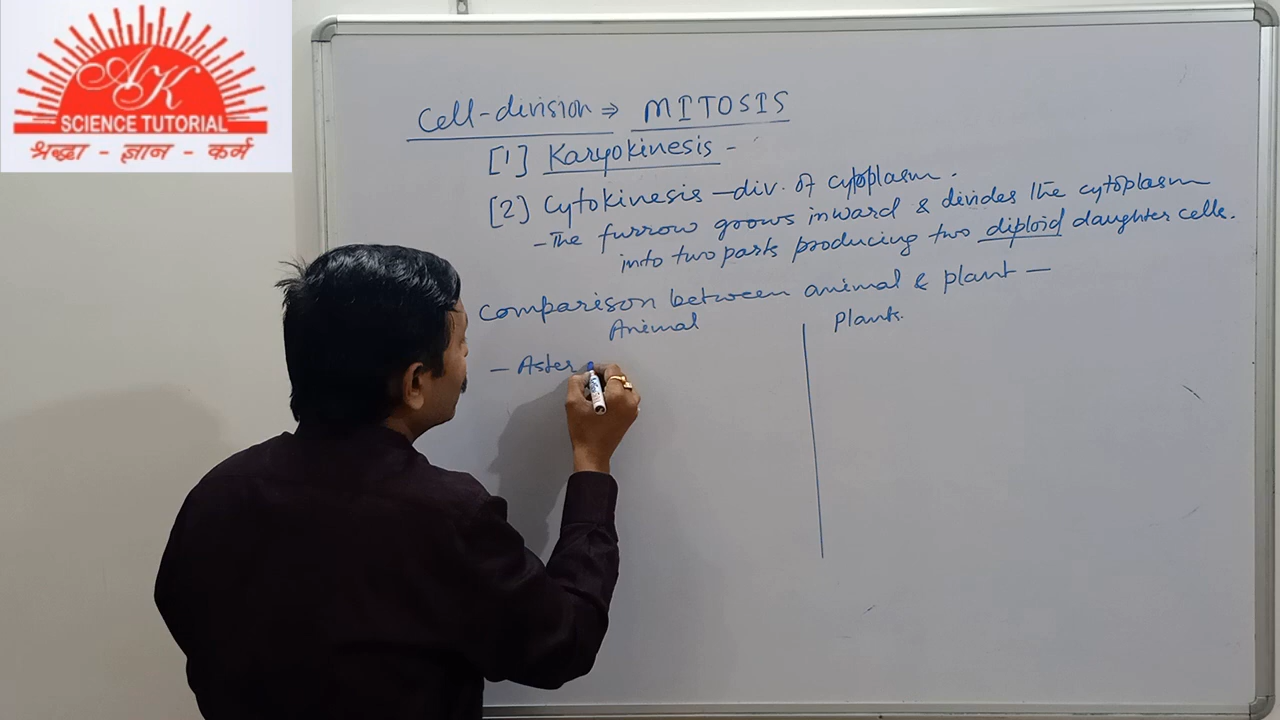 AK
SCIENCE TUTORIAL
श्रद्धा - ज्ञान - कर्म
Cell-division ⇒ MITOSIS
[1] Karyokinesis -
[2] Cytokinesis - div. of cytoplasm.
- The furrow grows inward & divides the cytoplasm
into two parts producing two diploid daughter cells.
Comparison between animal & plant -
Animal
Plants.
- Aster